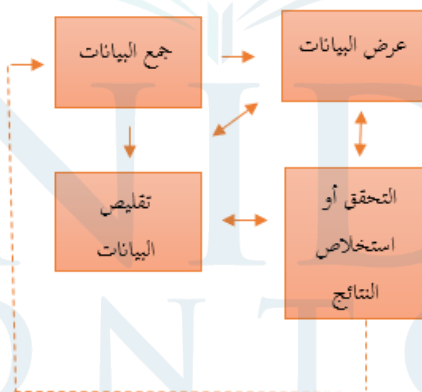 جمع البيانات
عرض البيانات
تقليص
البيانات
التحقق أو
استخلاص
النتائج